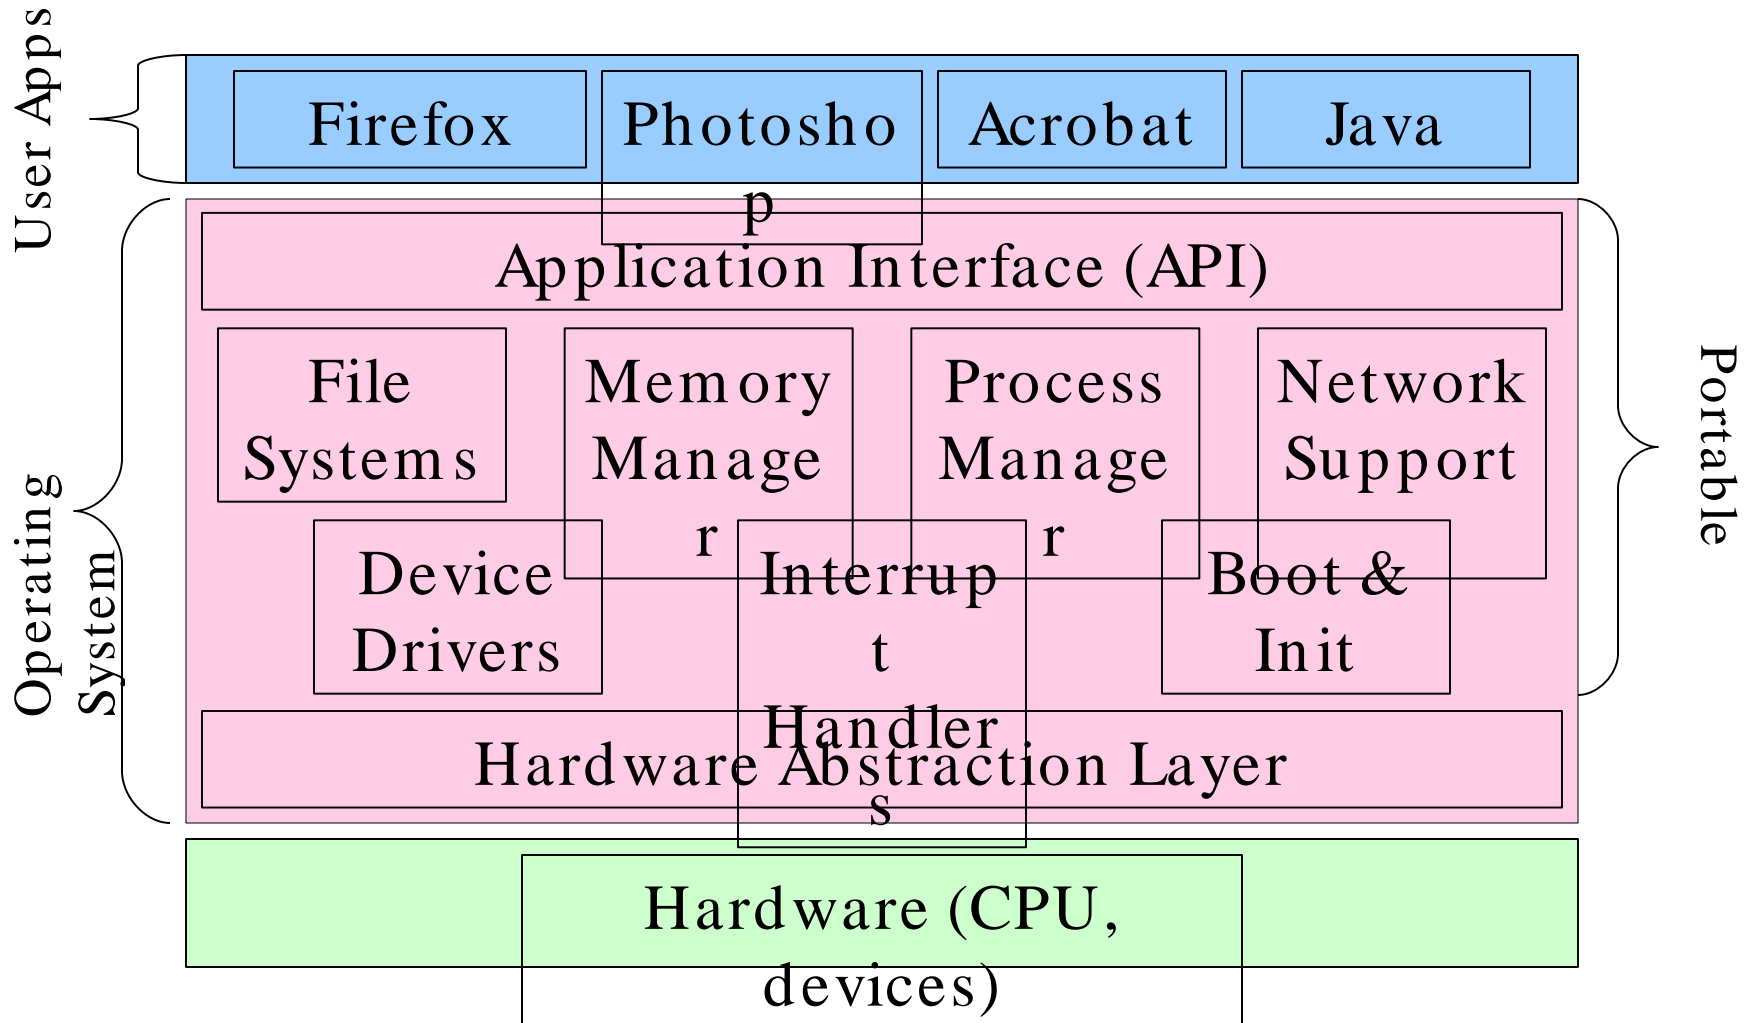 User Apps
Firefox
Photosho
p
Acrobat
Java
Application Interface (API)
File
Systems
Memory
Manage
r
Process
Manage
r
Network
Support
Device
Drivers
Interrup
t
Handler
s
Boot &
Init
Hardware Abstraction Layer
Hardware (CPU,
devices)
Operating
System
Portable